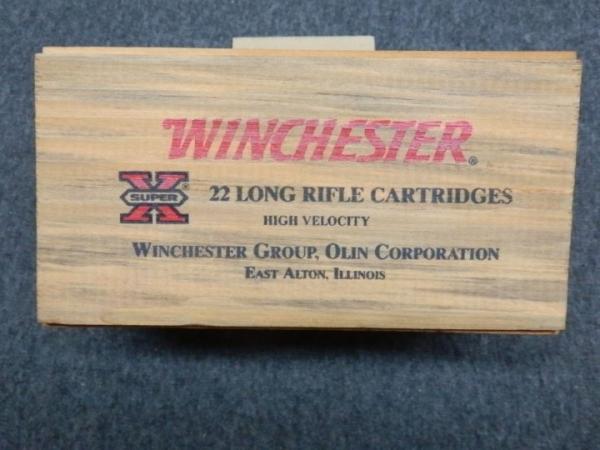 WINCHESTER®
SUPER X®
22 LONG RIFLE CARTRIDGES
HIGH VELOCITY
WINCHESTER GROUP, OLIN CORPORATION
EAST ALTON, ILLINOIS